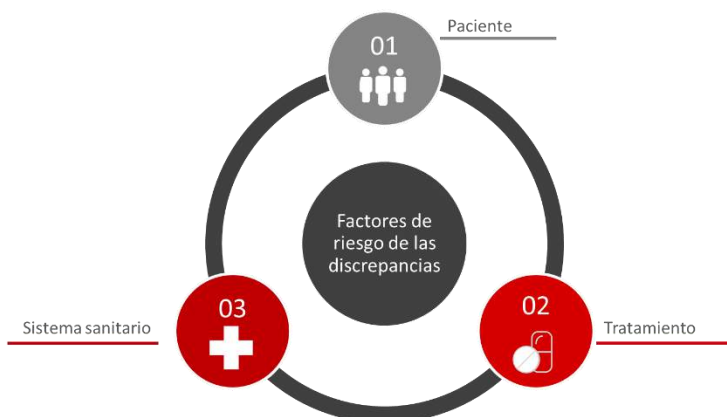 01
Paciente
Factores de
riesgo de las
discrepancias
03
Sistema sanitario
02
Tratamiento